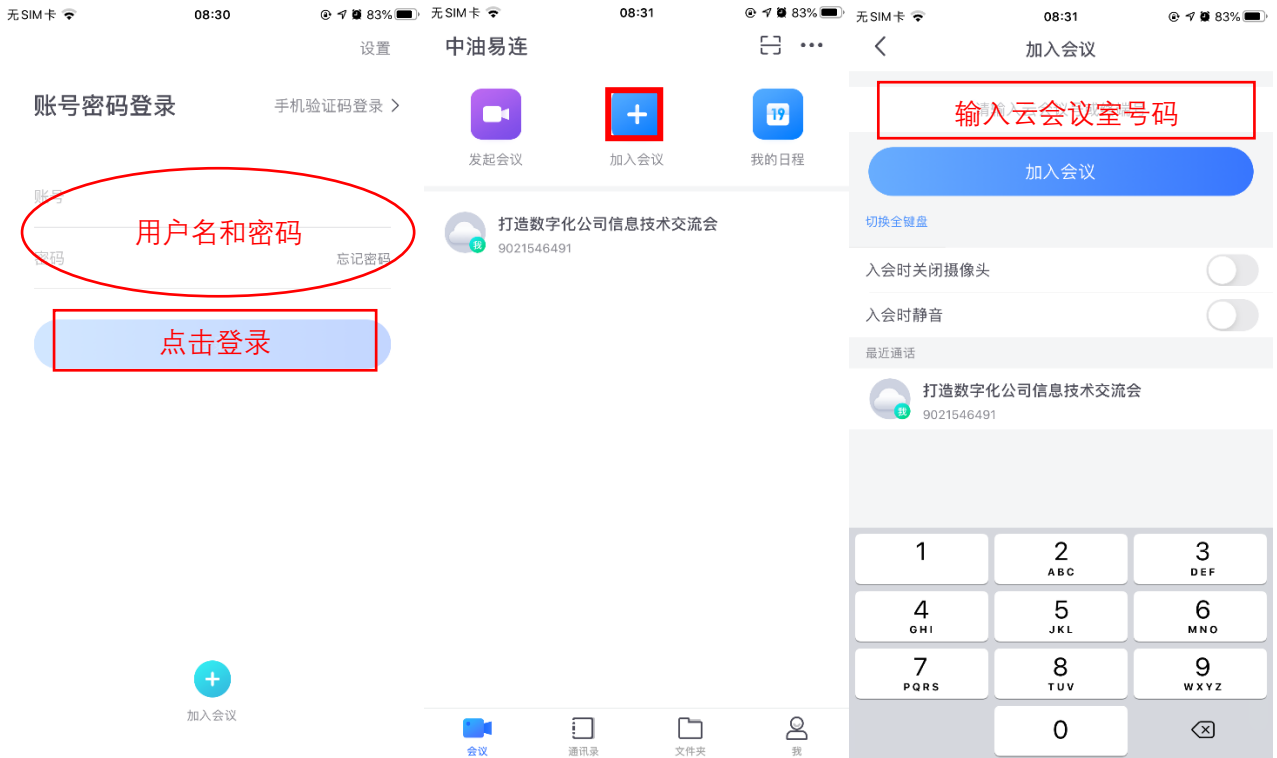 无SIM卡
08:30
83%
设置
账号密码登录
手机验证码登录
账号
用户名和密码
密码
忘记密码
点击登录
加入会议
无SIM卡
08:31
83%
中油易连
发起会议
加入会议
19
我的日程
打造数字化公司信息技术交流会
我
9021546491
会议
通讯录
文件夹
我
无SIM卡
08:31
83%
加入会议
输入云会议室号码
加入会议
切换全键盘
入会时关闭摄像头
入会时静音
最近通话
打造数字化公司信息技术交流会
我
9021546491
1
2
ABC
3
DEF
4
GHI
5
JKL
6
MNO
7
PQRS
8
TUV
9
WXYZ
0